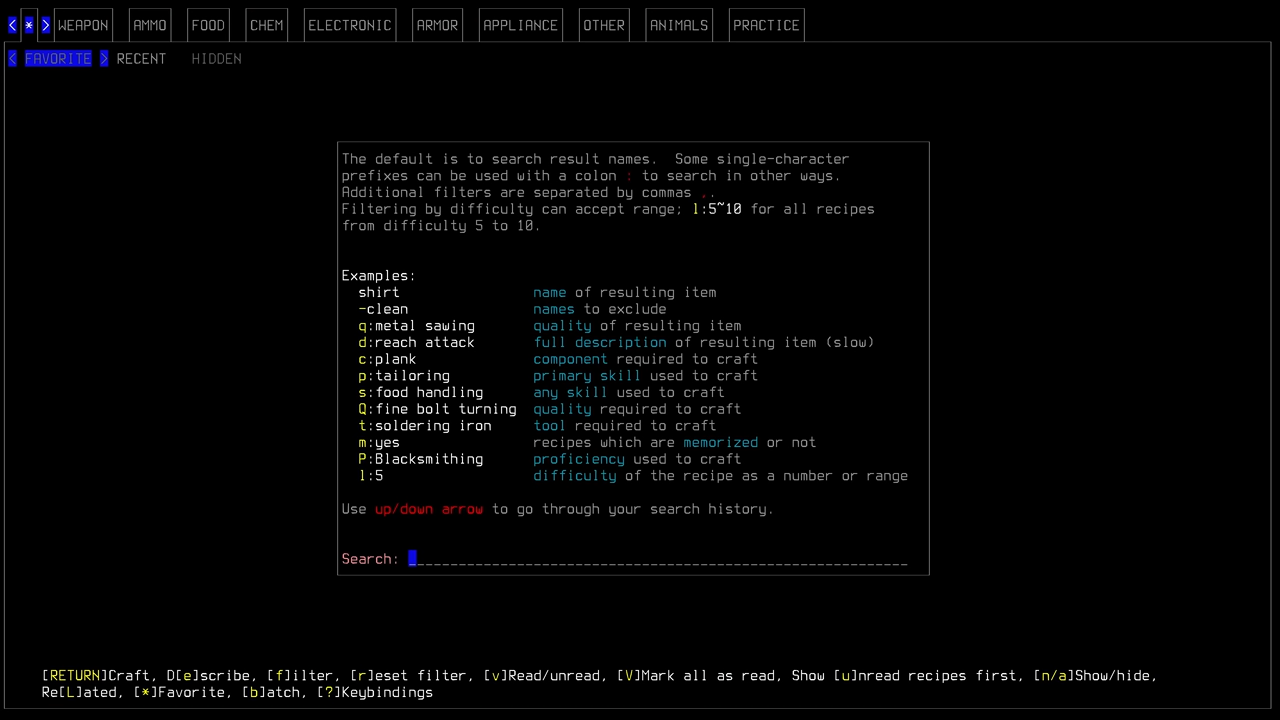 < * > WEAPON AMMO FOOD CHEM ELECTRONIC ARMOR APPLIANCE OTHER ANIMALS PRACTICE
< FAVORITE > RECENT HIDDEN
The default is to search result names.  Some single-character
prefixes can be used with a colon : to search in other ways.
Additional filters are separated by commas ,.
Filtering by difficulty can accept range; l:5~10 for all recipes
from difficulty 5 to 10.
Examples:
shirt name of resulting item
-clean names to exclude
q:metal sawing quality of resulting item
d:reach attack full description of resulting item (slow)
c:plank component required to craft
p:tailoring primary skill used to craft
s:food handling any skill used to craft
Q:fine bolt turning quality required to craft
t:soldering iron tool required to craft
m:yes recipes which are memorized or not
P:Blacksmithing proficiency used to craft
l:5 difficulty of the recipe as a number or range
Use up/down arrow to go through your search history.
Search: ____________________________________________________________
[RETURN]Craft, D[e]scribe, [f]ilter, [r]eset filter, [v]Read/unread, [V]Mark all as read, Show [u]nread recipes first, [n/a]Show/hide,
Re[L]ated, [*]Favorite, [b]atch, [?]Keybindings